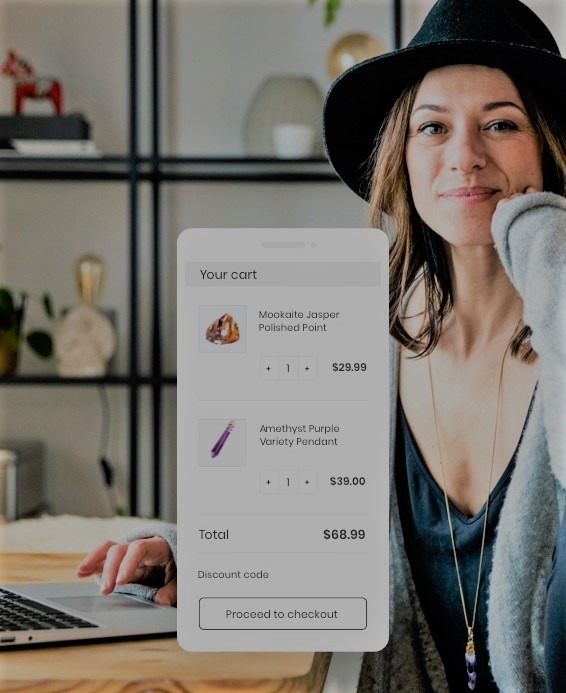 Your cart
Mookaite Jasper
Polished Point
+ 1 + $29.99
Amethyst Purple
Variety Pendant
+ 1 + $39.00
Total $68.99
Discount code
Proceed to checkout